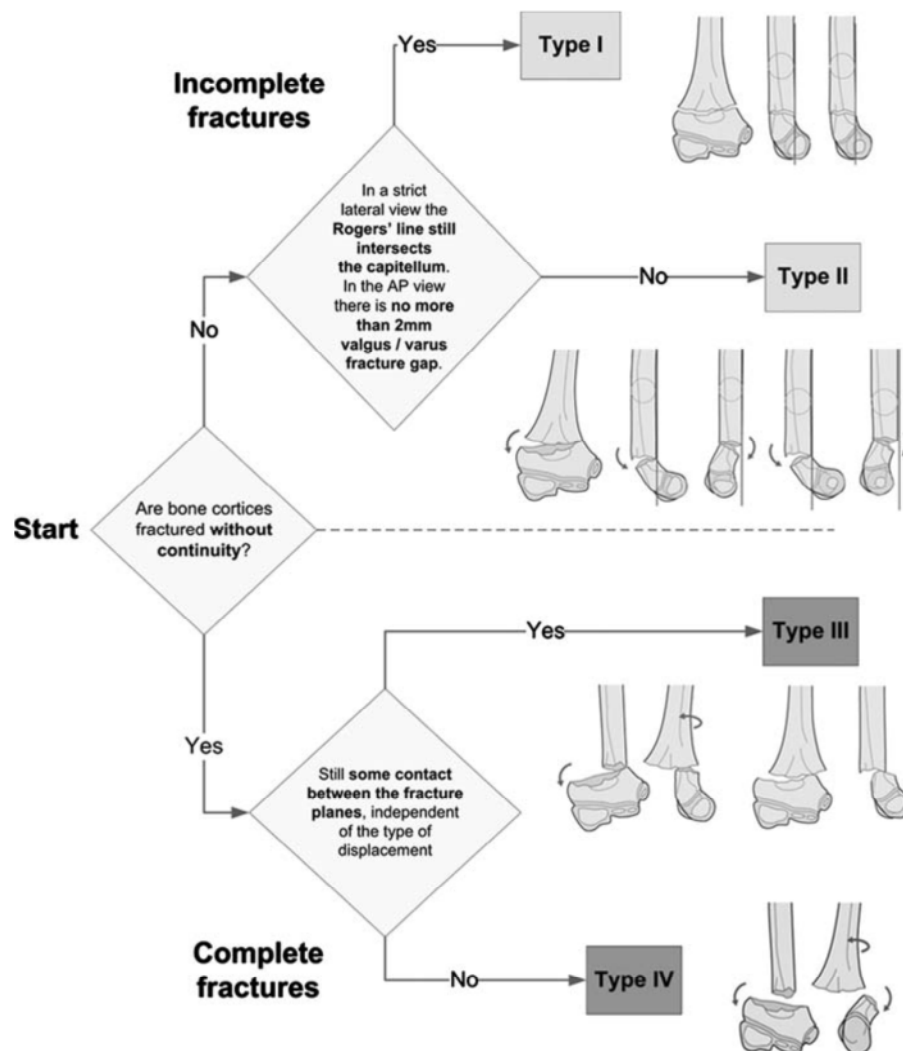 Yes
Type I
Incomplete
fractures
In a strict
lateral view the
Rogers’ line still
intersects
the capitellum.
In the AP view
there is no more
than 2mm
valgus / varus
fracture gap.
No
Type II
No
Start
Are bone cortices
fractured without
continuity?
Yes
Type III
Yes
Still some contact
between the fracture
planes, independent
of the type of
displacement
Complete
fractures
No
Type IV